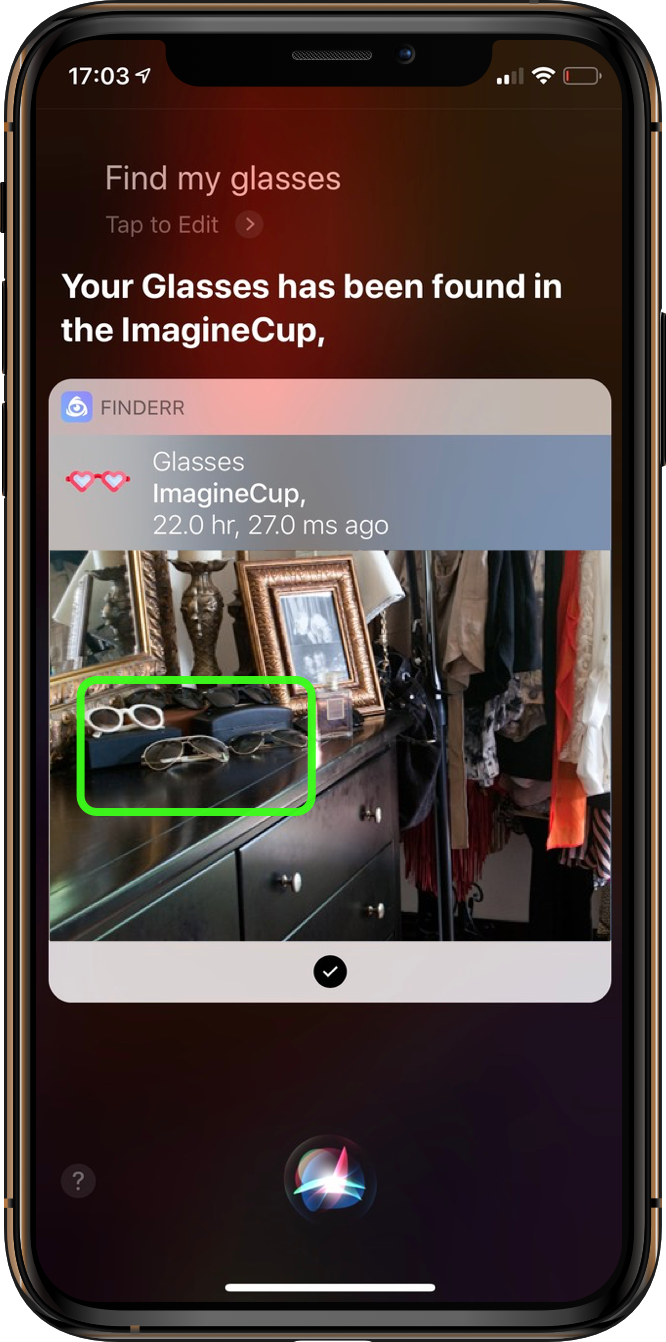 17:03
Find my glasses
Tap to Edit
Your Glasses has been found in
the ImagineCup,
FINDERR
Glasses
ImagineCup,
22.0 hr, 27.0 ms ago
?